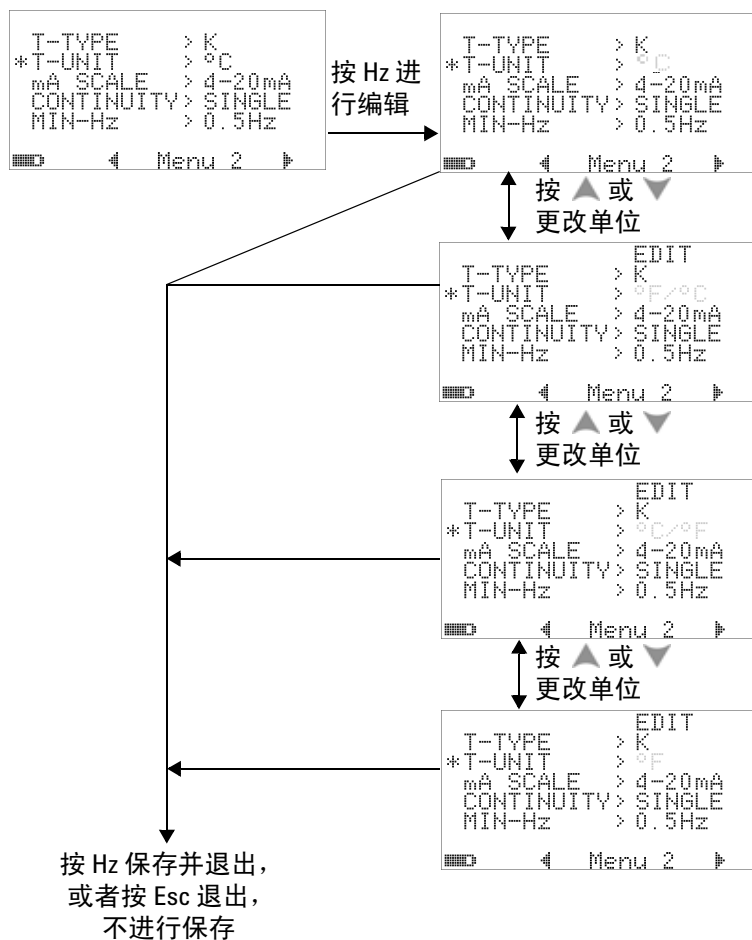 T-TYPE > K
*T-UNIT > °C
mA SCALE > 4-20mA
CONTINUITY > SINGLE
MIN-Hz > 0.5Hz
Menu 2
按 Hz 进
行编辑
T-TYPE > K
*T-UNIT > °C
mA SCALE > 4-20mA
CONTINUITY > SINGLE
MIN-Hz > 0.5Hz
Menu 2
按 ▲ 或 ▼
更改单位
EDIT
T-TYPE > K
*T-UNIT > °F/°C
mA SCALE > 4-20mA
CONTINUITY > SINGLE
MIN-Hz > 0.5Hz
Menu 2
按 ▲ 或 ▼
更改单位
EDIT
T-TYPE > K
*T-UNIT > °C/°F
mA SCALE > 4-20mA
CONTINUITY > SINGLE
MIN-Hz > 0.5Hz
Menu 2
按 ▲ 或 ▼
更改单位
EDIT
T-TYPE > K
*T-UNIT > °F
mA SCALE > 4-20mA
CONTINUITY > SINGLE
MIN-Hz > 0.5Hz
Menu 2
按 Hz 保存并退出，
或者按 Esc 退出，
不进行保存